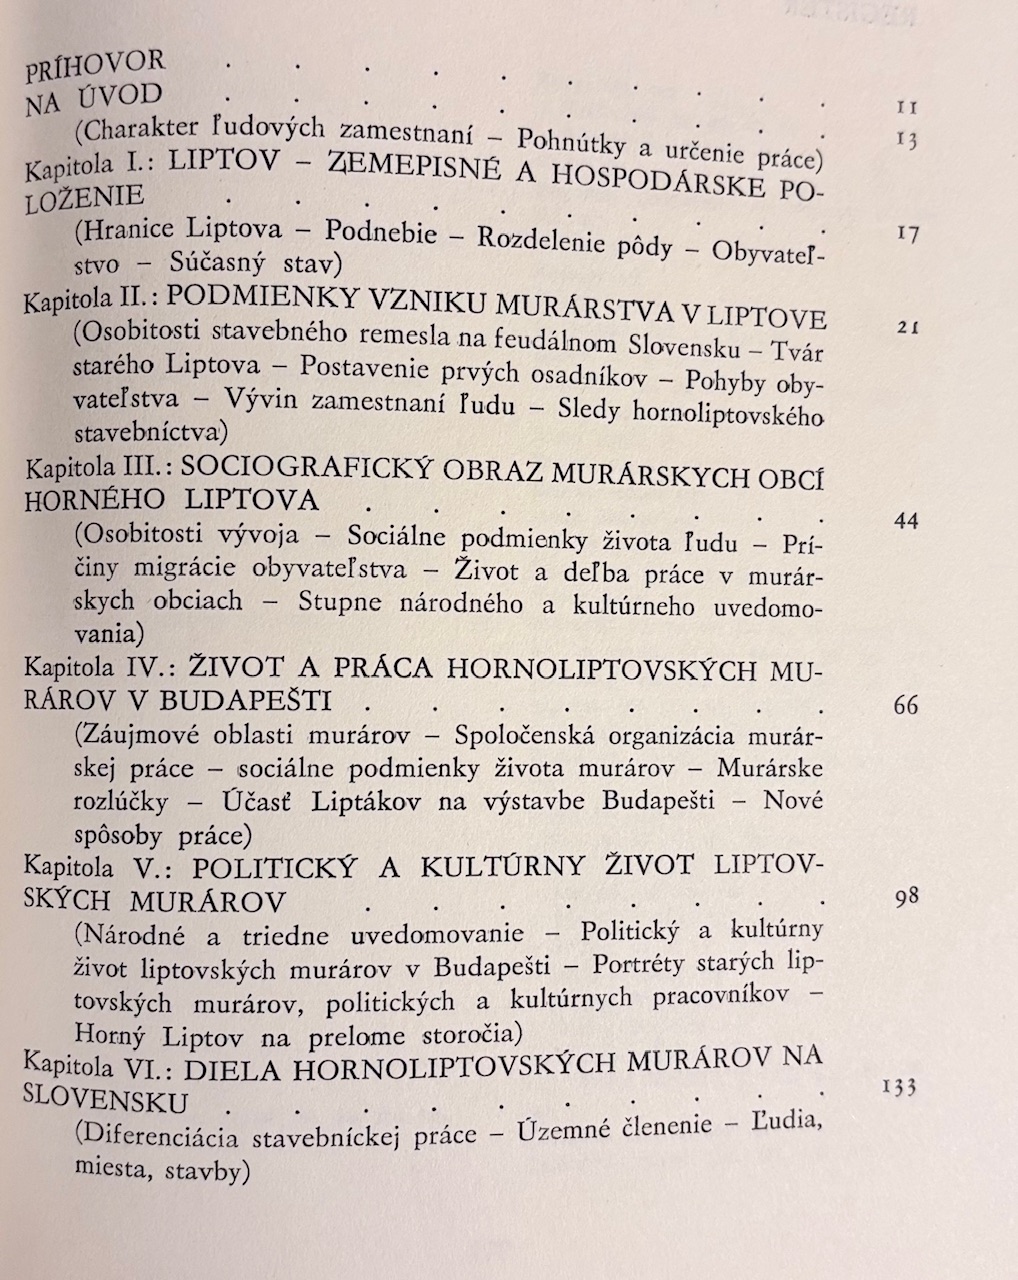 PRÍHOVOR . . . . . . . . . 11
NA ÚVOD . . . . . . . . . 13
(Charakter ľudových zamestnaní – Pohnútky a určenie práce)
Kapitola I.: LIPTOV – ZEMEPISNÉ A HOSPODÁRSKE PO-
LOŽENIE . . . . . . . . . 17
(Hranice Liptova – Podnebie – Rozdelenie pôdy – Obyvateľ-
stvo – Súčasný stav)
Kapitola II.: PODMIENKY VZNIKU MURÁRSTVA V LIPTOVE 21
(Osobitosti stavebného remesla na feudálnom Slovensku – Tvár
starého Liptova – Postavenie prvých osadníkov – Pohyby oby-
vateľstva – Vývin zamestnaní ľudu – Sledy hornoliptovského
stavebníctva)
Kapitola III.: SOCIOGRAFICKÝ OBRAZ MURÁRSKYCH OBCÍ
HORNÉHO LIPTOVA . . . . . . . . 44
(Osobitosti vývoja – Sociálne podmienky života ľudu – Prí-
činy migrácie obyvateľstva – Život a deľba práce v murár-
skych obciach – Stupne národného a kultúrneho uvedomo-
vania)
Kapitola IV.: ŽIVOT A PRÁCA HORNOLIPTOVSKÝCH MU-
RÁROV V BUDAPEŠTI . . . . . . . . 66
(Záujmové oblasti murárov – Spoločenská organizácia murár-
skej práce – sociálne podmienky života murárov – Murárske
rozlúčky – Účasť Liptákov na výstavbe Budapešti – Nové
spôsoby práce)
Kapitola V.: POLITICKÝ A KULTÚRNY ŽIVOT LIPTOV-
SKÝCH MURÁROV . . . . . . . . 98
(Národné a triedne uvedomovanie – Politický a kultúrny
život liptovských murárov v Budapešti – Portréty starých lip-
tovských murárov, politických a kultúrnych pracovníkov –
Horný Liptov na prelome storočia)
Kapitola VI.: DIELA HORNOLIPTOVSKÝCH MURÁROV NA
SLOVENSKU . . . . . . . . . . 133
(Diferenciácia stavebníckej práce – Územné členenie – Ľudia,
miesta, stavby)